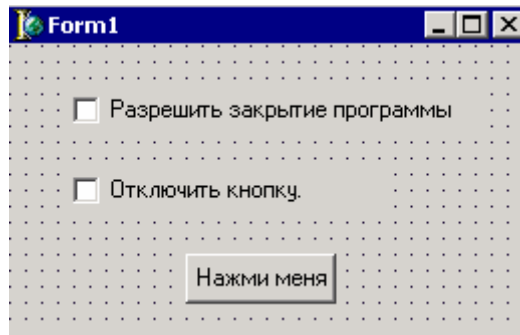 Form1
Разрешить закрытие программы
Отключить кнопку.
Нажми меня